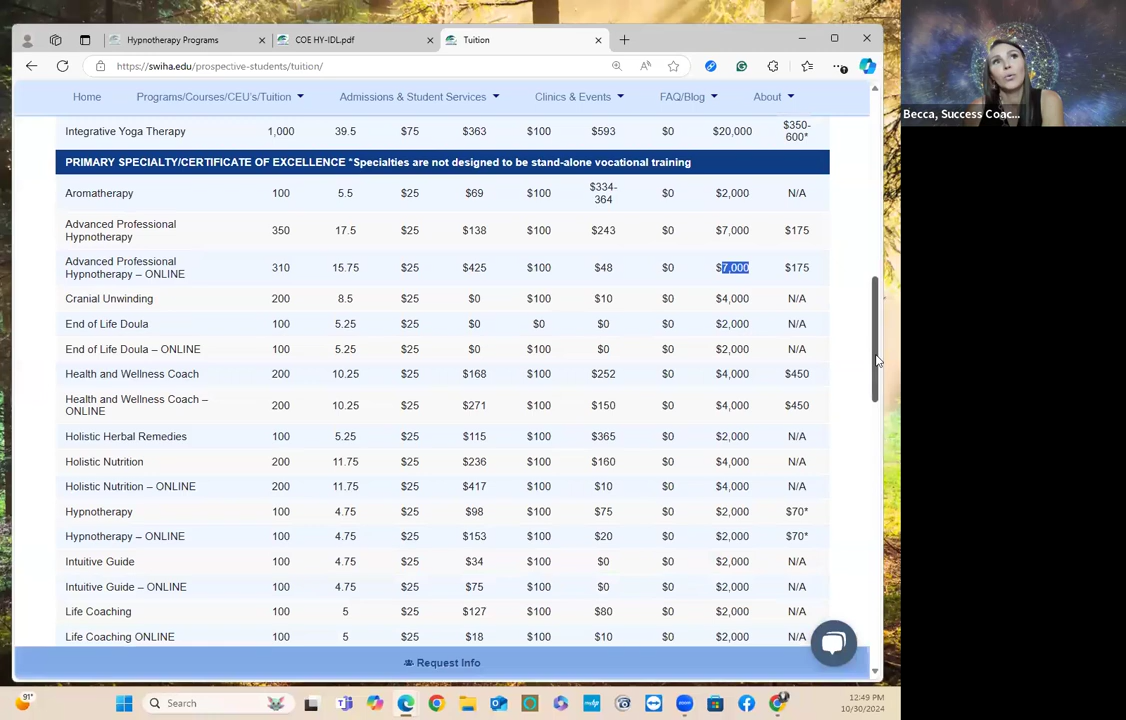 Hypnotherapy Programs
COE HY-IDL.pdf
Tuition
https://swiha.edu/prospective-students/tuition/
Home
Programs/Courses/CEU's/Tuition
Admissions & Student Services
Clinics & Events
FAQ/Blog
About
Becca, Success Coac...
Integrative Yoga Therapy 1,000 39.5 $75 $363 $100 $593 $0 $20,000 $350-
600*
PRIMARY SPECIALTY/CERTIFICATE OF EXCELLENCE *Specialties are not designed to be stand-alone vocational training
Aromatherapy 100 5.5 $25 $69 $100 $334- $0 $2,000 N/A
364
Advanced Professional
Hypnotherapy 350 17.5 $25 $138 $100 $243 $0 $7,000 $175
Advanced Professional
Hypnotherapy – ONLINE 310 15.75 $25 $425 $100 $48 $0 $7,000 $175
Cranial Unwinding 200 8.5 $25 $0 $100 $10 $0 $4,000 N/A
End of Life Doula 100 5.25 $25 $0 $0 $0 $0 $2,000 N/A
End of Life Doula – ONLINE 100 5.25 $25 $0 $100 $0 $0 $2,000 N/A
Health and Wellness Coach 200 10.25 $25 $168 $100 $252 $0 $4,000 $450
Health and Wellness Coach –
ONLINE 200 10.25 $25 $271 $100 $150 $0 $4,000 $450
Holistic Herbal Remedies 100 5.25 $25 $115 $100 $365 $0 $2,000 N/A
Holistic Nutrition 200 11.75 $25 $236 $100 $160 $0 $4,000 N/A
Holistic Nutrition – ONLINE 200 11.75 $25 $417 $100 $10 $0 $4,000 N/A
Hypnotherapy 100 4.75 $25 $98 $100 $75 $0 $2,000 $70*
Hypnotherapy – ONLINE 100 4.75 $25 $153 $100 $20 $0 $2,000 $70*
Intuitive Guide 100 4.75 $25 $34 $100 $0 $0 $2,000 N/A
Intuitive Guide – ONLINE 100 4.75 $25 $75 $100 $0 $0 $2,000 N/A
Life Coaching 100 5 $25 $127 $100 $80 $0 $2,000 N/A
Life Coaching ONLINE 100 5 $25 $18 $100 $10 $0 $2,000 N/A
Request Info
91°
Search
12:49 PM
10/30/2024